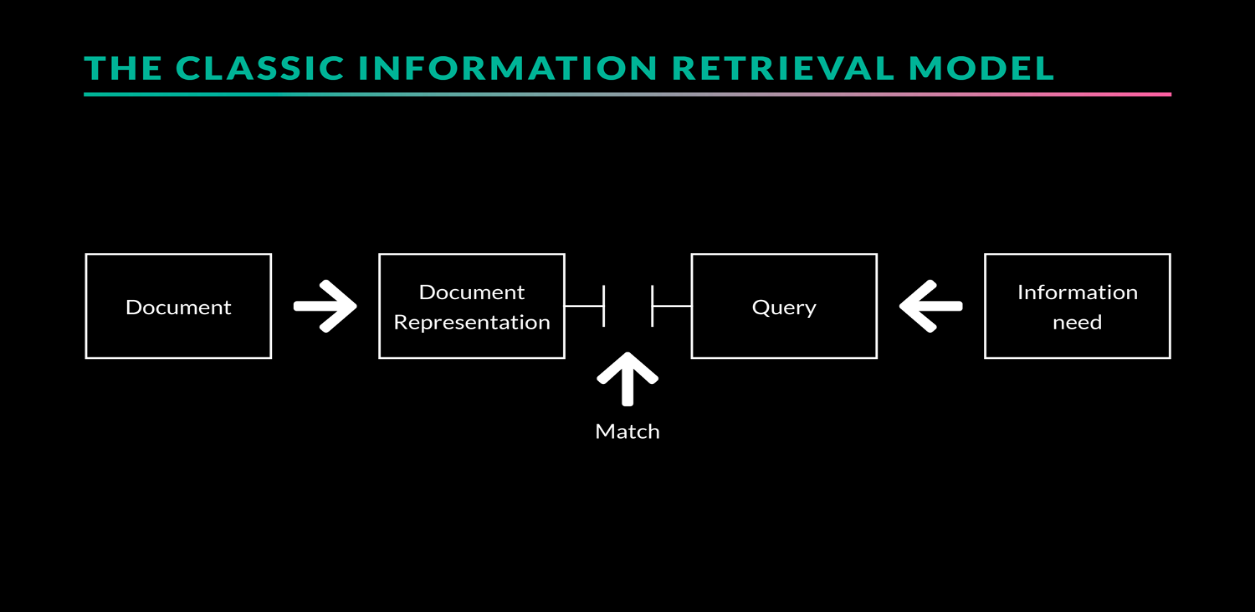 THE CLASSIC INFORMATION RETRIEVAL MODEL
Document
Document
Representation
Query
Information
need
Match